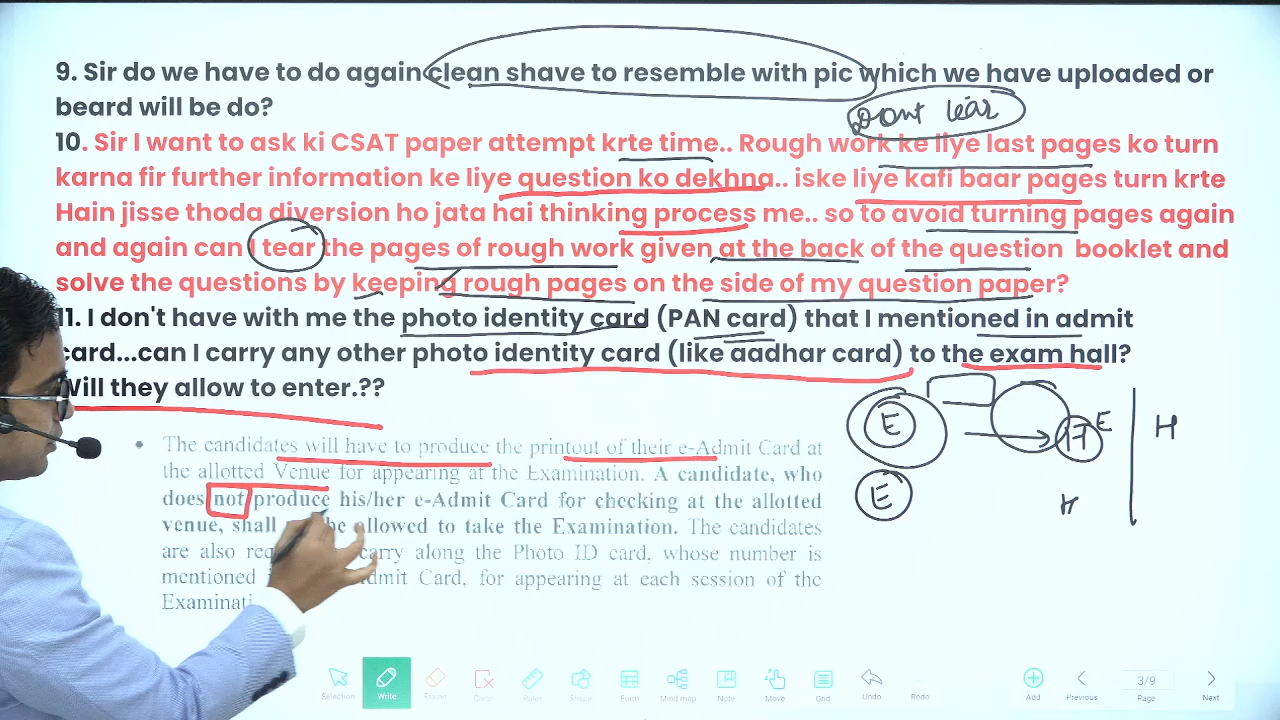 9. Sir do we have to do again clean shave to resemble with pic which we have uploaded or
beard will be do?
Dont tear
10. Sir I want to ask ki CSAT paper attempt krte time.. Rough work ke liye last pages ko turn
karna fir further information ke liye question ko dekhna.. iske liye kafi baar pages turn krte
Hain jisse thoda diversion ho jata hai thinking process me.. so to avoid turning pages again
and again can I tear the pages of rough work given at the back of the question booklet and
solve the questions by keeping rough pages on the side of my question paper?
11. I don't have with me the photo identity card (PAN card) that I mentioned in admit
card...can I carry any other photo identity card (like aadhar card) to the exam hall?
Will they allow to enter.??
E
H E
H
E
H
• The candidates will have to produce the printout of their e-Admit Card at
the allotted Venue for appearing at the Examination. A candidate, who
does not produce his/her e-Admit Card for checking at the allotted
venue, shall be allowed to take the Examination. The candidates
are also carry along the Photo ID card, whose number is
mentioned Card, for appearing at each session of the
Selection
Write
Eraser
Clear
Ruler
Shape
Form
Mind map
Note
Move
Grid
Undo
Redo
Add
Previous
3/9
Page
Next